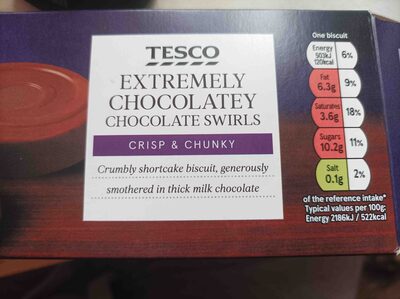 TESCO
EXTREMELY
CHOCOLATEY
CHOCOLATE SWIRLS
CRISP & CHUNKY
Crumbly shortcake biscuit, generously
smothered in thick milk chocolate
One biscuit
Energy
503kJ
120kcal
6%
Fat
6.3g
9%
Saturates
3.6g
18%
Sugars
10.2g
11%
Salt
0.1g
2%
of the reference intake*
Typical values per 100g:
Energy 2186kJ / 522kcal